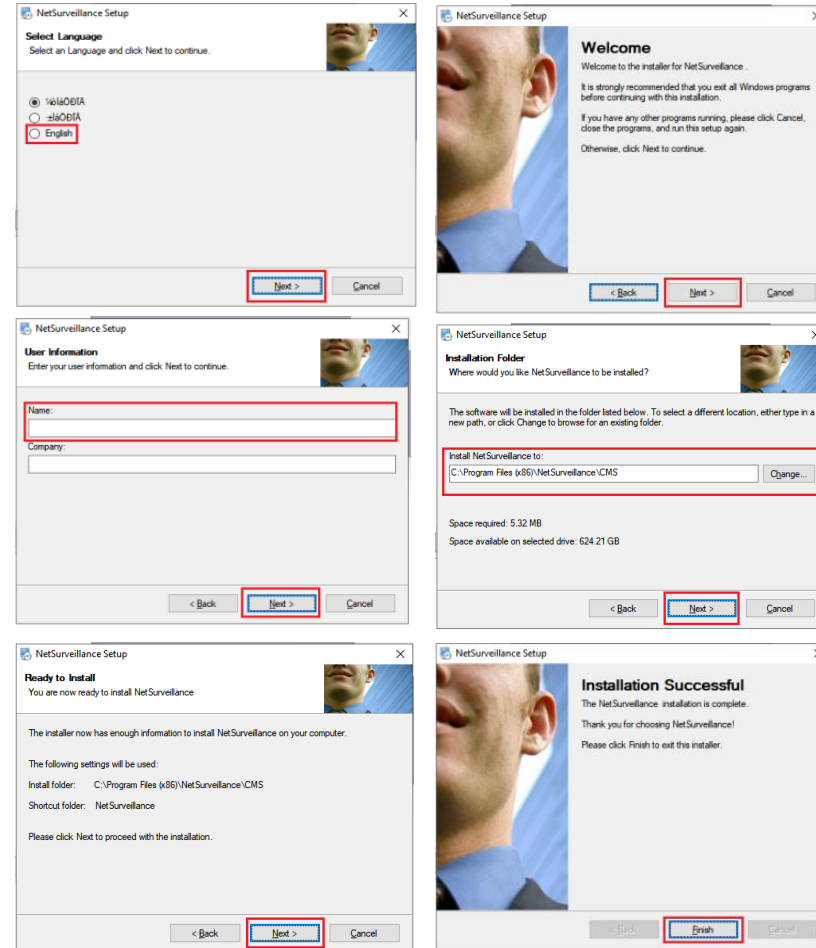 NetSurveillance Setup
Select Language
Select an Language and click Next to continue.
¼òÌåÖÐÎÄ
·±ÌåÖÐÎÄ
English
Next >
Cancel
NetSurveillance Setup
Welcome
Welcome to the installer for NetSurveillance .
It is strongly recommended that you exit all Windows programs
before continuing with this installation.
If you have any other programs running, please click Cancel,
close the programs, and run this setup again.
Otherwise, click Next to continue.
< Back
Next >
Cancel
NetSurveillance Setup
User Information
Enter your user information and click Next to continue.
Name:
Company:
< Back
Next >
Cancel
NetSurveillance Setup
Installation Folder
Where would you like NetSurveillance to be installed?
The software will be installed in the folder listed below. To select a different location, either type in a
new path, or click Change to browse for an existing folder.
Install NetSurveillance to:
C:\Program Files (x86)\NetSurveillance\CMS
Change...
Space required: 5.32 MB
Space available on selected drive: 624.21 GB
< Back
Next >
Cancel
NetSurveillance Setup
Ready to Install
You are now ready to install NetSurveillance
The installer now has enough information to install NetSurveillance on your computer.
The following settings will be used:
Install folder: C:\Program Files (x86)\NetSurveillance\CMS
Shortcut folder: NetSurveillance
Please click Next to proceed with the installation.
< Back
Next >
Cancel
NetSurveillance Setup
Installation Successful
The NetSurveillance installation is complete.
Thank you for choosing NetSurveillance!
Please click Finish to exit this installer.
< Back
Finish
Cancel